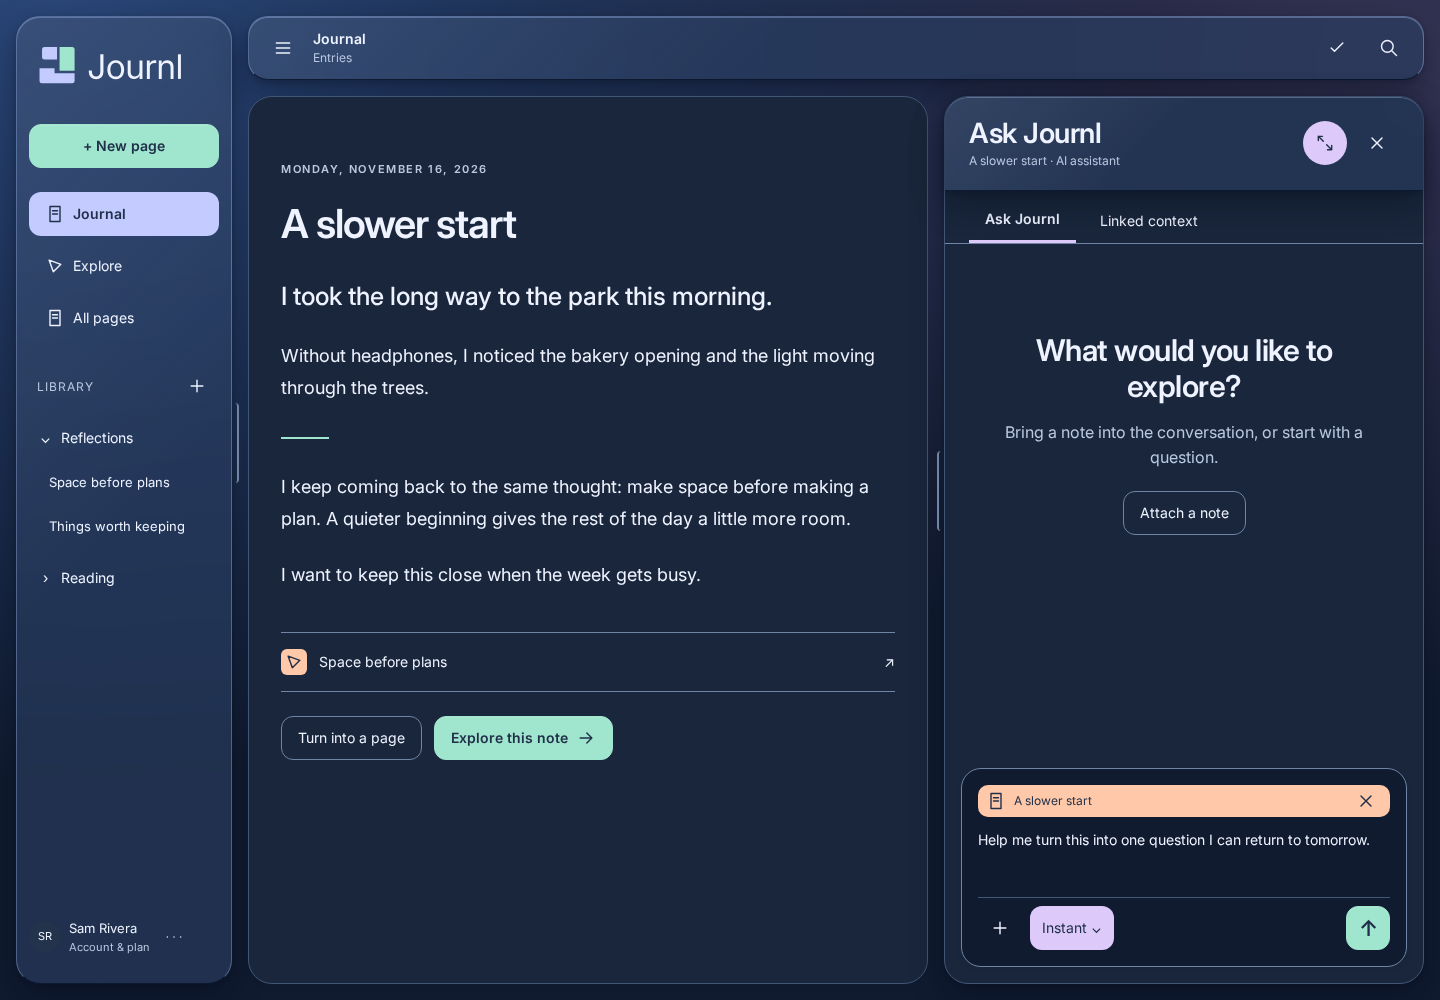 Journl
+ New page
Journal
Explore
All pages
LIBRARY
Reflections
Space before plans
Things worth keeping
Reading
SR
Sam Rivera
Account & plan
Journal
Entries
MONDAY, NOVEMBER 16, 2026
A slower start
I took the long way to the park this morning.
Without headphones, I noticed the bakery opening and the light moving
through the trees.
I keep coming back to the same thought: make space before making a
plan. A quieter beginning gives the rest of the day a little more room.
I want to keep this close when the week gets busy.
Space before plans
Turn into a page
Explore this note
Ask Journl
A slower start · AI assistant
Ask Journl
Linked context
What would you like to
explore?
Bring a note into the conversation, or start with a
question.
Attach a note
A slower start
Help me turn this into one question I can return to tomorrow.
Instant